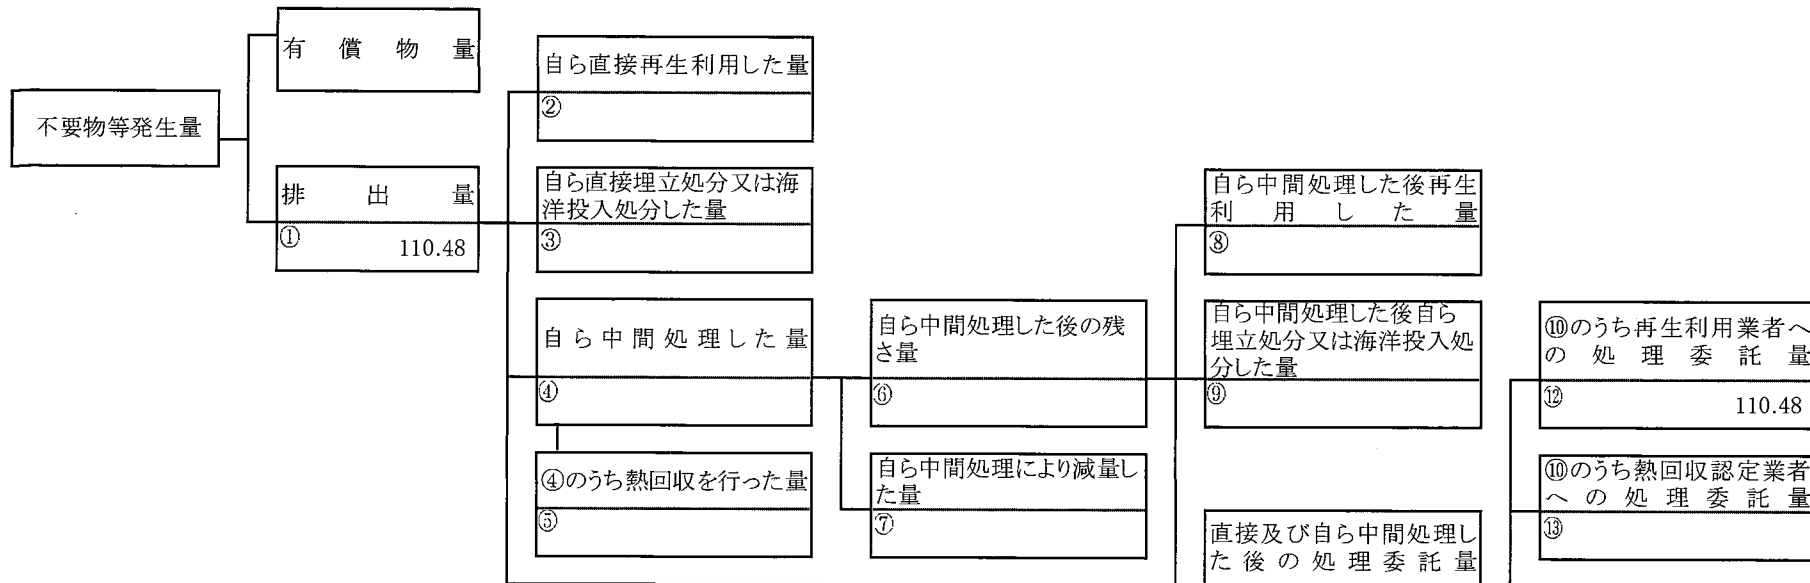 有償物量
不要物等発生量
排出量
①
110.48
自ら直接再生利用した量
②
自ら直接埋立処分又は海
洋投入処分した量
③
自ら中間処理した量
④
④のうち熱回収を行った量
⑤
自ら中間処理した後の残
さ量
⑥
自ら中間処理により減量し
た量
⑦
自ら中間処理した後再生
利用した量
⑧
自ら中間処理した後自ら
埋立処分又は海洋投入処
分した量
⑨
直接及び自ら中間処理し
た後の処理委託量
⑩のうち再生利用業者へ
の処理委託量
⑫
110.48
⑩のうち熱回収認定業者
への処理委託量
⑬